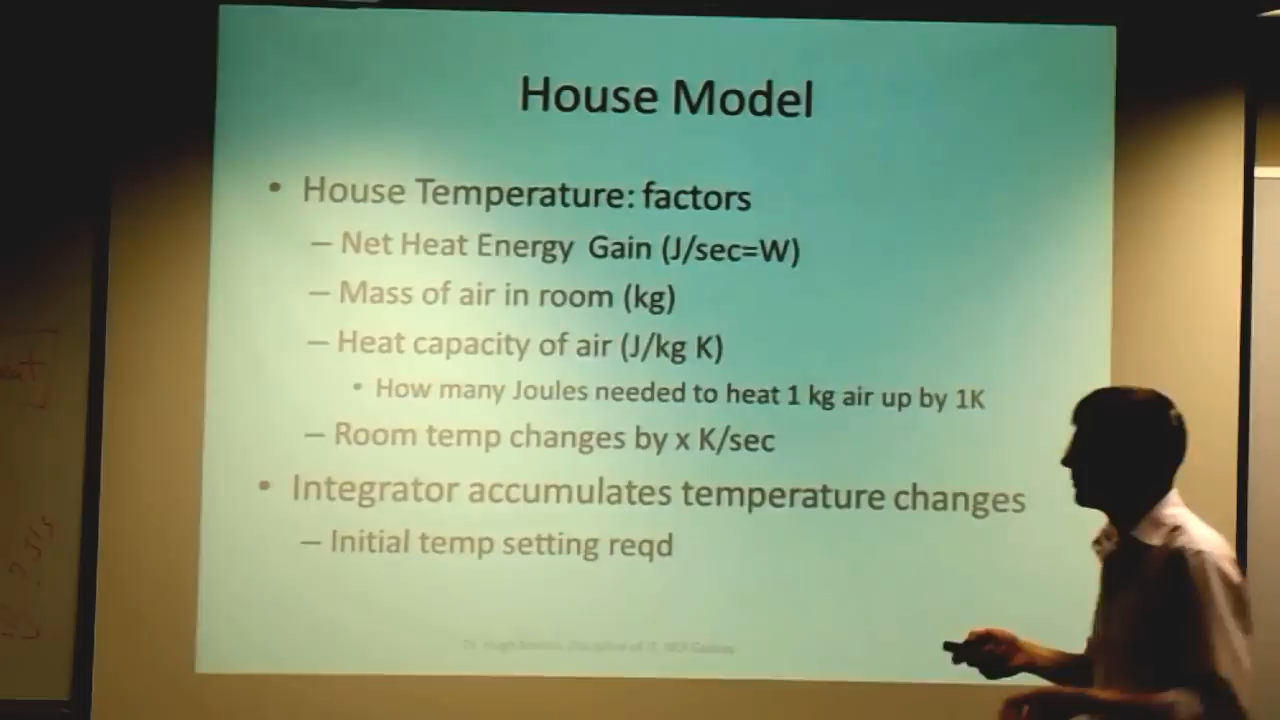 House Model
• House Temperature: factors
– Net Heat Energy Gain (J/sec=W)
– Mass of air in room (kg)
– Heat capacity of air (J/kg K)
• How many Joules needed to heat 1 kg air up by 1K
– Room temp changes by x K/sec
• Integrator accumulates temperature changes
– Initial temp setting reqd